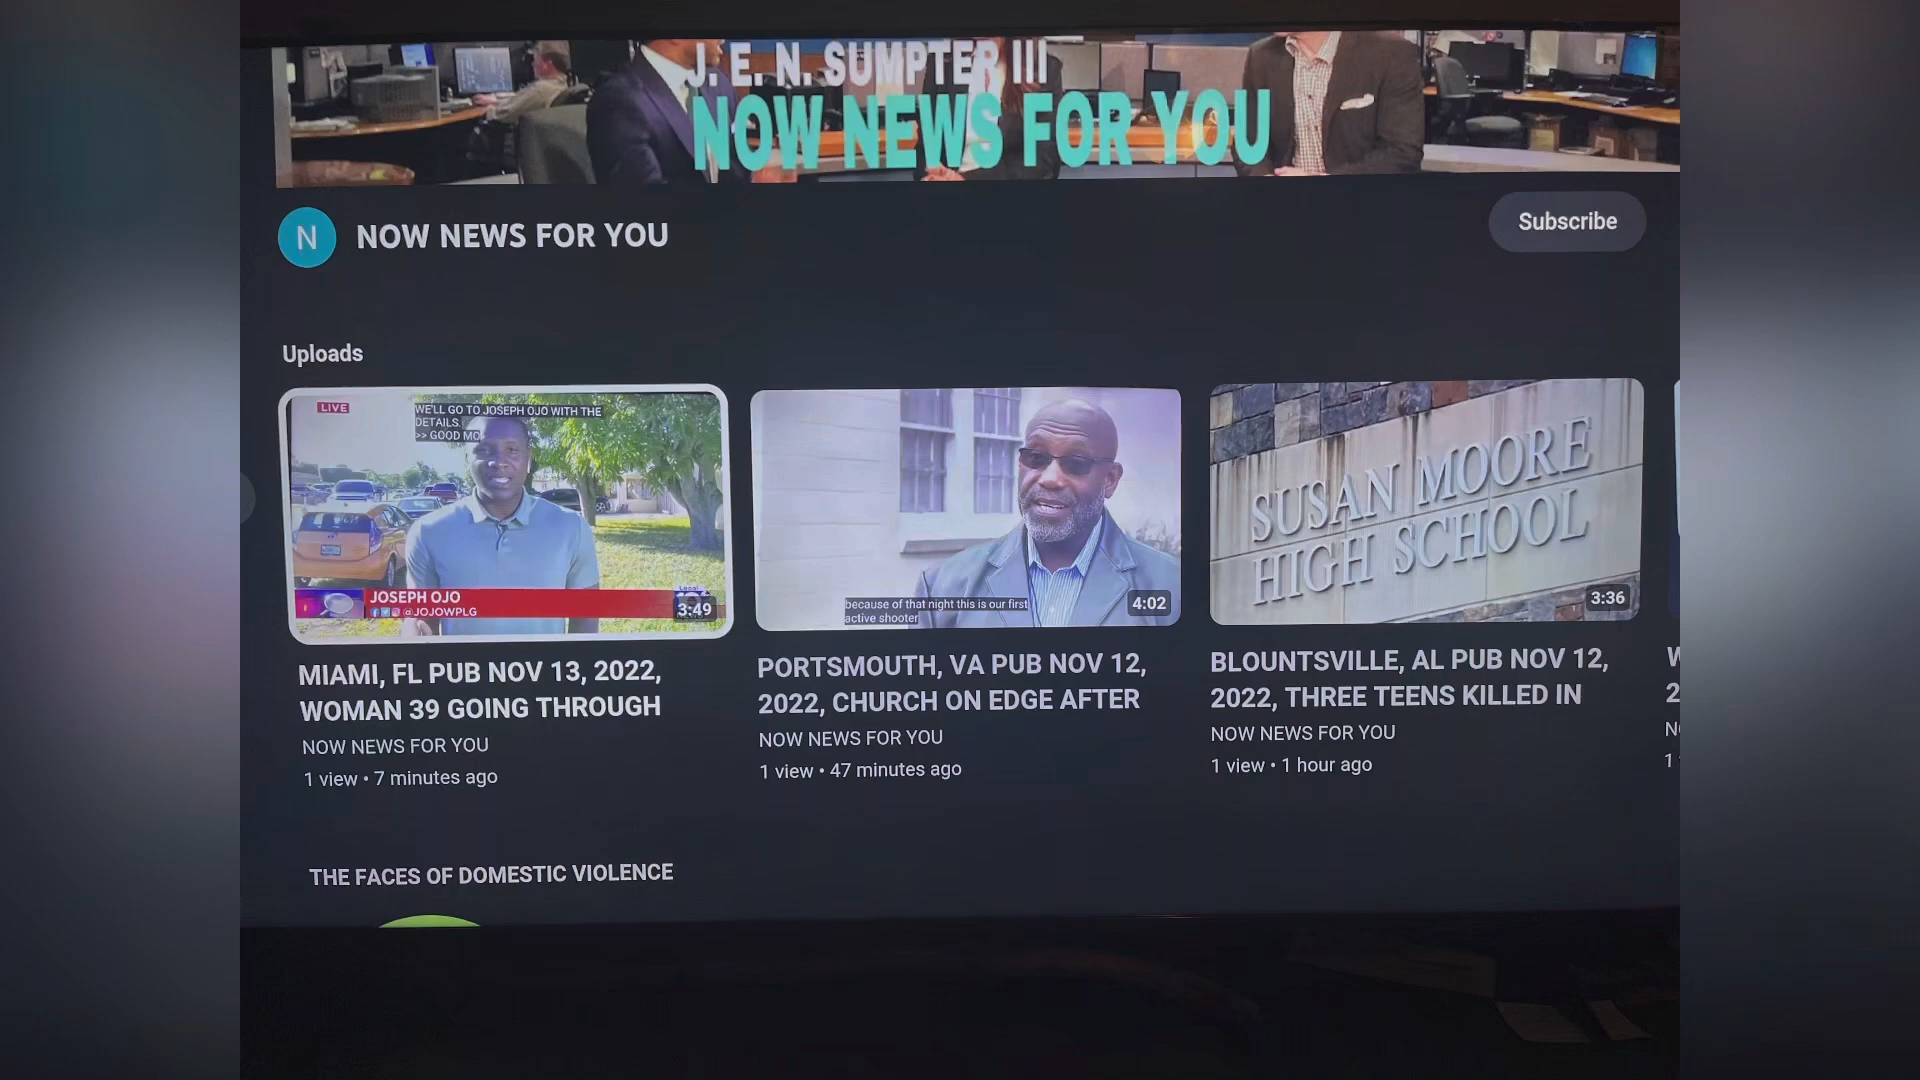 J. E. N. SUMPTER III
NOW NEWS FOR YOU
N
NOW NEWS FOR YOU
Subscribe
Uploads
LIVE
WE'LL GO TO JOSEPH OJO WITH THE
DETAILS.
>> GOOD MO
JOSEPH OJO
@JOJOWPLG
3:49
because of that night this is our first
active shooter
4:02
SUSAN MOORE
HIGH SCHOOL
3:36
MIAMI, FL PUB NOV 13, 2022,
WOMAN 39 GOING THROUGH
NOW NEWS FOR YOU
1 view • 7 minutes ago
PORTSMOUTH, VA PUB NOV 12,
2022, CHURCH ON EDGE AFTER
NOW NEWS FOR YOU
1 view • 47 minutes ago
BLOUNTSVILLE, AL PUB NOV 12,
2022, THREE TEENS KILLED IN
NOW NEWS FOR YOU
1 view • 1 hour ago
THE FACES OF DOMESTIC VIOLENCE